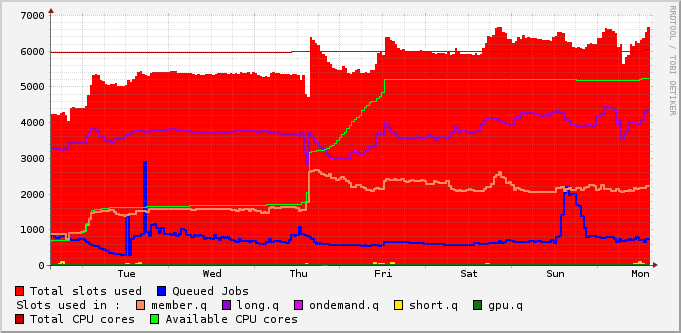 7000
6000
5000
4000
3000
2000
1000
0
Tue Wed Thu Fri Sat Sun Mon
RRDTOOL / TOBI OETIKER
Total slots used Queued Jobs
Slots used in : member.q long.q ondemand.q short.q gpu.q
Total CPU cores Available CPU cores